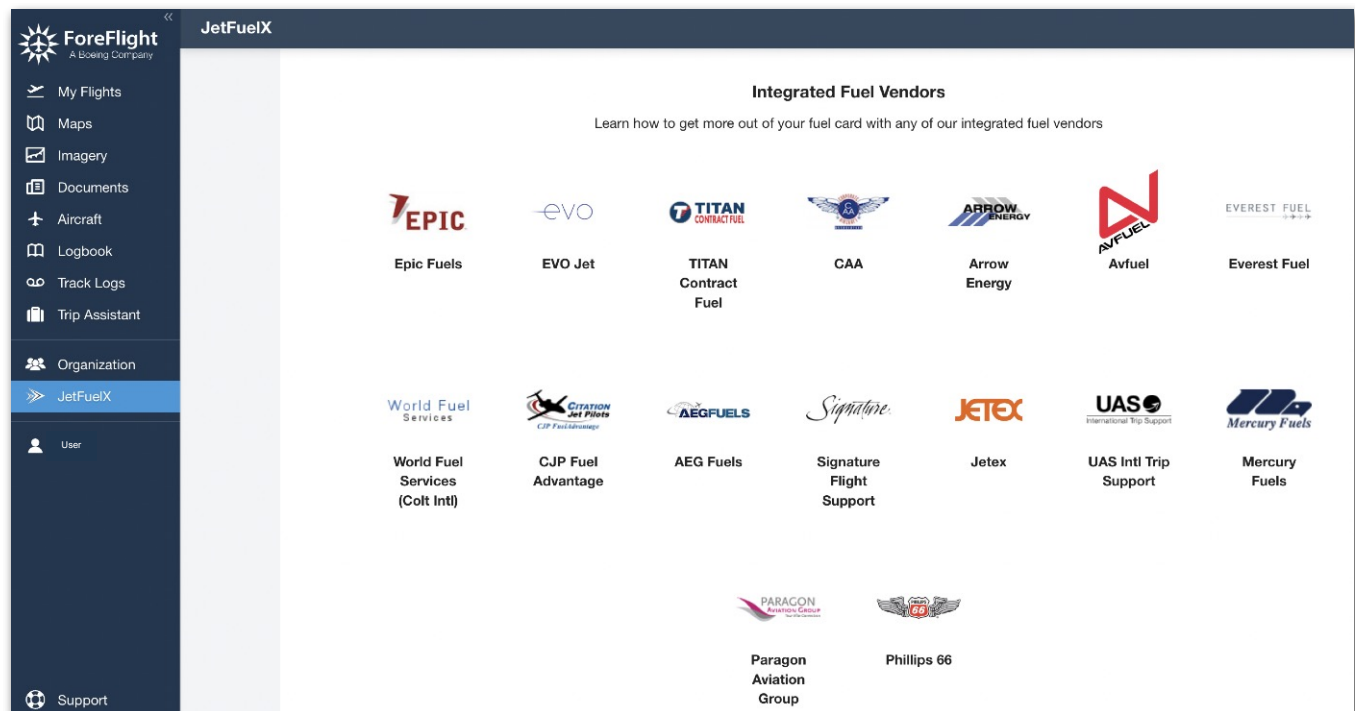 «
ForeFlight
A Boeing Company
My Flights
Maps
Imagery
Documents
Aircraft
Logbook
Track Logs
Trip Assistant
Organization
JetFuelX
User
Support
JetFuelX
Integrated Fuel Vendors
Learn how to get more out of your fuel card with any of our integrated fuel vendors
EPIC
evo
TITAN
CONTRACT FUEL
CAA
ARROW
ENERGY
AVFUEL
EVEREST FUEL
Epic Fuels
EVO Jet
TITAN
Contract
Fuel
CAA
Arrow
Energy
Avfuel
Everest Fuel
World Fuel
Services
CITATION
Jet Pilots
CJP FuelAdvantage
AEGFUELS
Signature
JETEX
UAS
International Trip Support
Mercury Fuels
World Fuel
Services
(Colt Intl)
CJP Fuel
Advantage
AEG Fuels
Signature
Flight
Support
Jetex
UAS Intl Trip
Support
Mercury
Fuels
PARAGON
AVIATION GROUP
PHILLIPS
66
Paragon
Aviation
Group
Phillips 66